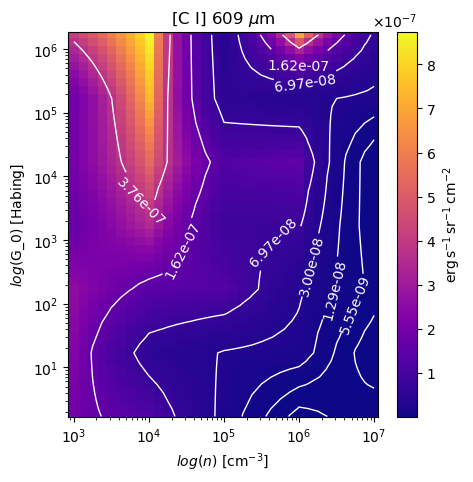 [C I] 609 μm
×10⁻⁷
10⁶
10⁵
10⁴
10³
10²
10¹
log(G_0) [Habing]
1.62e-07
6.97e-08
3.76e-07
1.62e-07
6.97e-08
3.00e-08
1.29e-08
5.55e-09
10³
10⁴
10⁵
10⁶
10⁷
log(n) [cm⁻³]
8
7
6
5
4
3
2
1
erg s⁻¹ sr⁻¹ cm⁻²